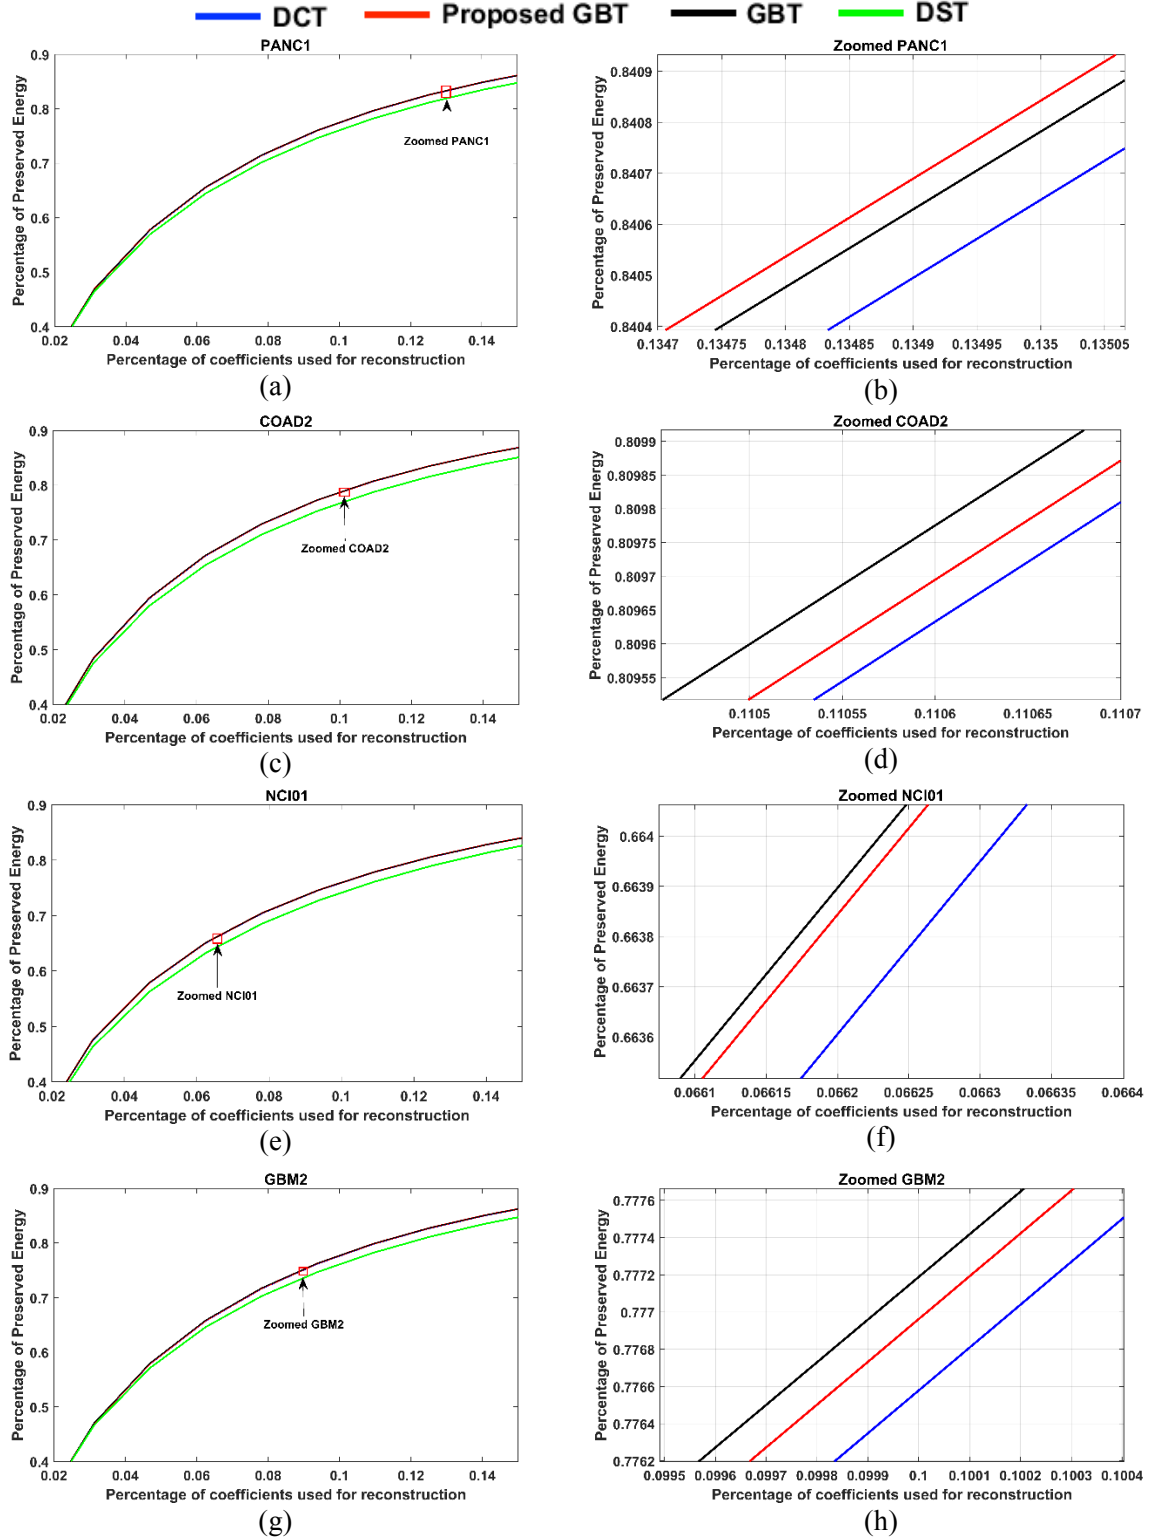 DCT Proposed GBT GBT DST
PANC1
Percentage of Preserved Energy
0.9
0.8
0.7
0.6
0.5
0.4
Zoomed PANC1
0.02 0.04 0.06 0.08 0.1 0.12 0.14
Percentage of coefficients used for reconstruction
(a)
Zoomed PANC1
Percentage of Preserved Energy
0.8409
0.8408
0.8407
0.8406
0.8405
0.8404
0.1347 0.13475 0.1348 0.13485 0.1349 0.13495 0.135 0.13505
Percentage of coefficients used for reconstruction
(b)
COAD2
Percentage of Preserved Energy
0.9
0.8
0.7
0.6
0.5
0.4
Zoomed COAD2
0.02 0.04 0.06 0.08 0.1 0.12 0.14
Percentage of coefficients used for reconstruction
(c)
Zoomed COAD2
Percentage of Preserved Energy
0.8099
0.80985
0.8098
0.80975
0.8097
0.80965
0.8096
0.80955
0.1105 0.11055 0.1106 0.11065 0.1107
Percentage of coefficients used for reconstruction
(d)
NCI01
Percentage of Preserved Energy
0.9
0.8
0.7
0.6
0.5
0.4
Zoomed NCI01
0.02 0.04 0.06 0.08 0.1 0.12 0.14
Percentage of coefficients used for reconstruction
(e)
Zoomed NCI01
Percentage of Preserved Energy
0.664
0.6639
0.6638
0.6637
0.6636
0.0661 0.06615 0.0662 0.06625 0.0663 0.06635 0.0664
Percentage of coefficients used for reconstruction
(f)
GBM2
Percentage of Preserved Energy
0.9
0.8
0.7
0.6
0.5
0.4
Zoomed GBM2
0.02 0.04 0.06 0.08 0.1 0.12 0.14
Percentage of coefficients used for reconstruction
(g)
Zoomed GBM2
Percentage of Preserved Energy
0.7776
0.7774
0.7772
0.777
0.7768
0.7766
0.7764
0.7762
0.0995 0.0996 0.0997 0.0998 0.0999 0.1 0.1001 0.1002 0.1003 0.1004
Percentage of coefficients used for reconstruction
(h)